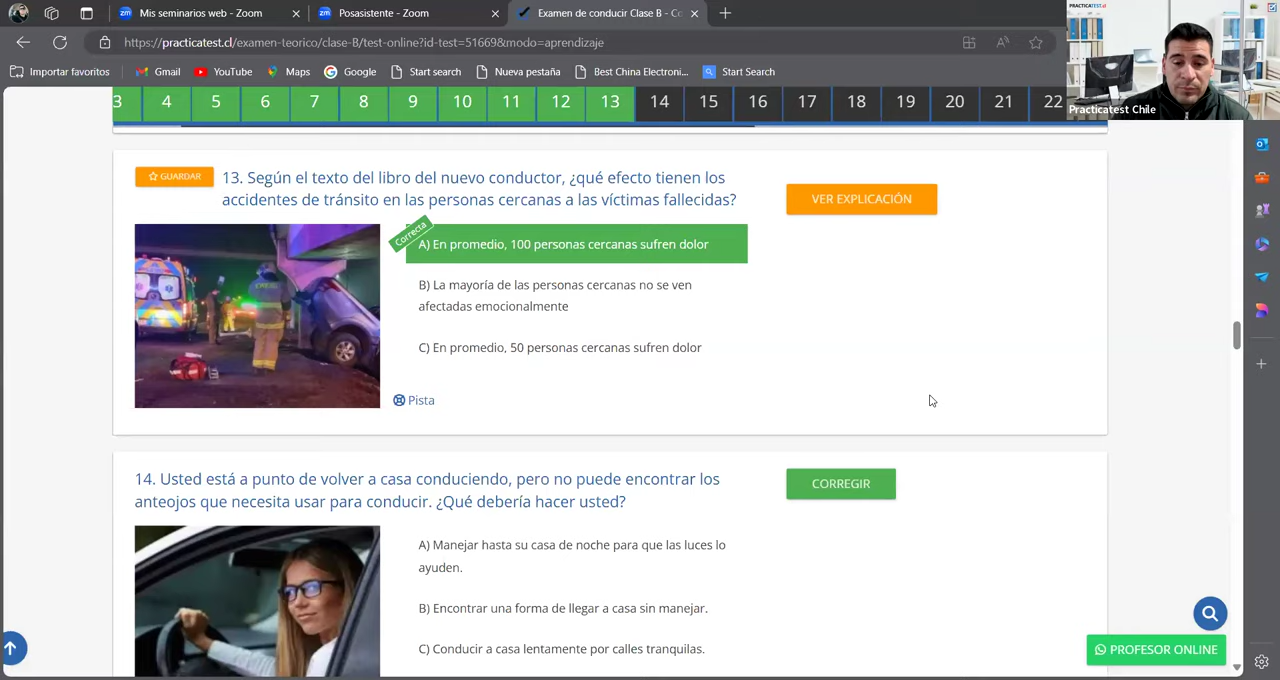 Mis seminarios web - Zoom
Posasistente - Zoom
Examen de conducir Clase B - Co
PRACTICATEST.cl
https://practicatest.cl/examen-teorico/clase-B/test-online?id-test=51669&modo=aprendizaje
Importar favoritos
Gmail
YouTube
Maps
Google
Start search
Nueva pestaña
Best China Electroni...
Start Search
Practicatest Chile
3 4 5 6 7 8 9 10 11 12 13 14 15 16 17 18 19 20 21 22
GUARDAR
13. Según el texto del libro del nuevo conductor, ¿qué efecto tienen los
accidentes de tránsito en las personas cercanas a las víctimas fallecidas?
VER EXPLICACIÓN
Correcta
A) En promedio, 100 personas cercanas sufren dolor
B) La mayoría de las personas cercanas no se ven
afectadas emocionalmente
C) En promedio, 50 personas cercanas sufren dolor
Pista
14. Usted está a punto de volver a casa conduciendo, pero no puede encontrar los
anteojos que necesita usar para conducir. ¿Qué debería hacer usted?
CORREGIR
A) Manejar hasta su casa de noche para que las luces lo
ayuden.
B) Encontrar una forma de llegar a casa sin manejar.
C) Conducir a casa lentamente por calles tranquilas.
PROFESOR ONLINE